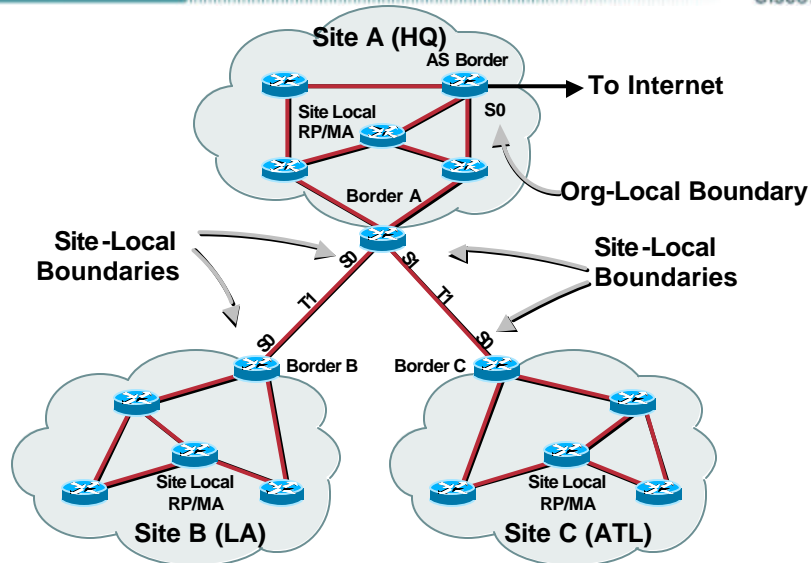 Site A (HQ)
AS Border
To Internet
S0
Site Local
RP/MA
Org-Local Boundary
Border A
Site-Local
Boundaries
Site-Local
Boundaries
S0
S1
T1
T1
S0
S0
Border B
Border C
Site Local
RP/MA
Site Local
RP/MA
Site B (LA)
Site C (ATL)